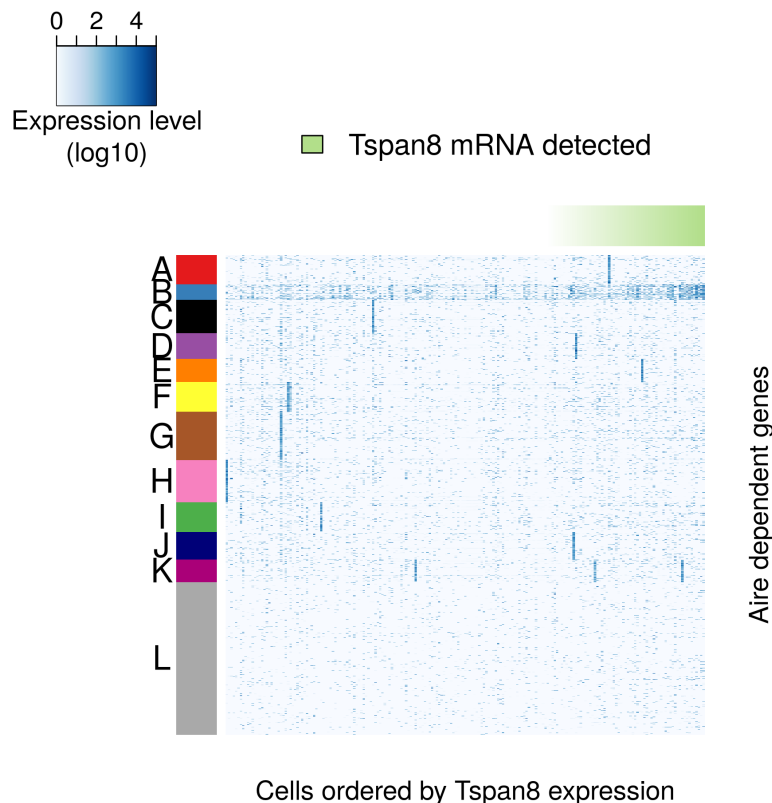 0 2 4
Expression level
(log10)
Tspan8 mRNA detected
A
B
C
D
E
F
G
H
I
J
K
L
Aire dependent genes
Cells ordered by Tspan8 expression